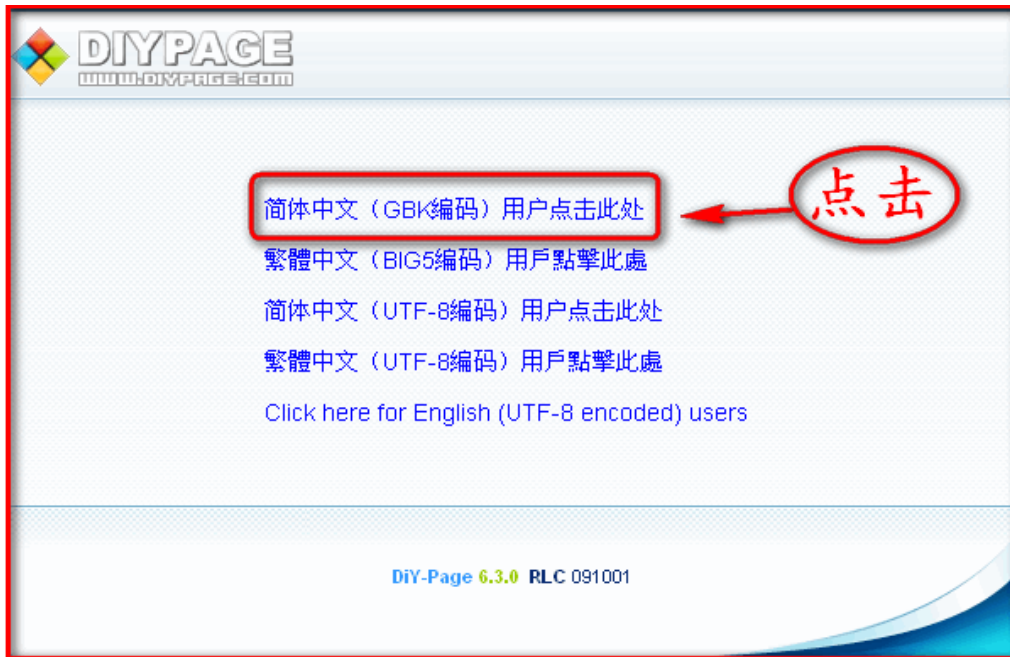 DIYPAGE
WWW.DIYPAGE.COM
简体中文（GBK编码）用户点击此处
点击
繁體中文（BIG5编码）用戶點擊此處
简体中文（UTF-8编码）用户点击此处
繁體中文（UTF-8编码）用戶點擊此處
Click here for English (UTF-8 encoded) users
DiY-Page 6.3.0 RLC 091001